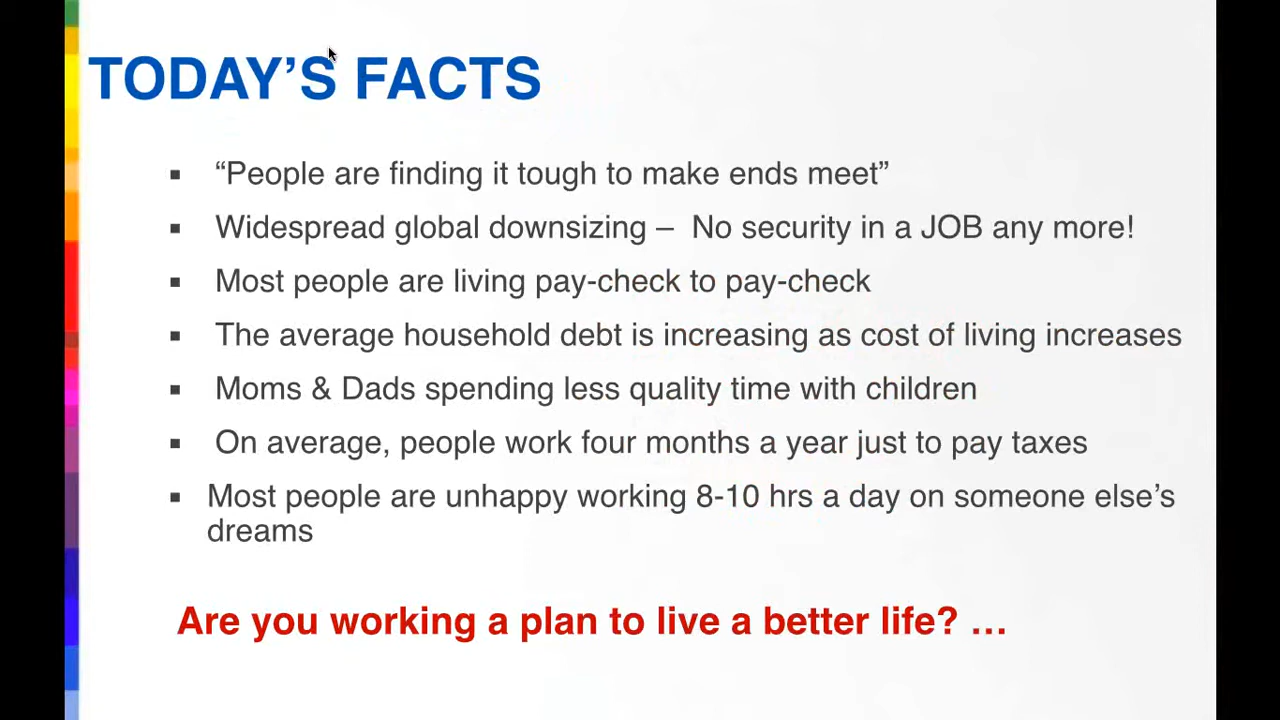 TODAY’S FACTS
“People are finding it tough to make ends meet”
Widespread global downsizing – No security in a JOB any more!
Most people are living pay-check to pay-check
The average household debt is increasing as cost of living increases
Moms & Dads spending less quality time with children
On average, people work four months a year just to pay taxes
Most people are unhappy working 8-10 hrs a day on someone else’s
dreams
Are you working a plan to live a better life? …